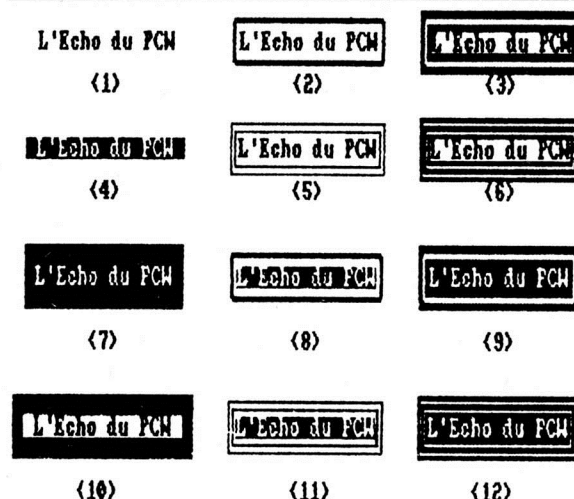 L'Echo du PCW L'Echo du PCW L'Echo du PCW
<1> <2> <3>
L'Echo du PCW L'Echo du PCW L'Echo du PCW
<4> <5> <6>
L'Echo du PCW L'Echo du PCW L'Echo du PCW
<7> <8> <9>
L'Echo du PCW L'Echo du PCW L'Echo du PCW
<10> <11> <12>